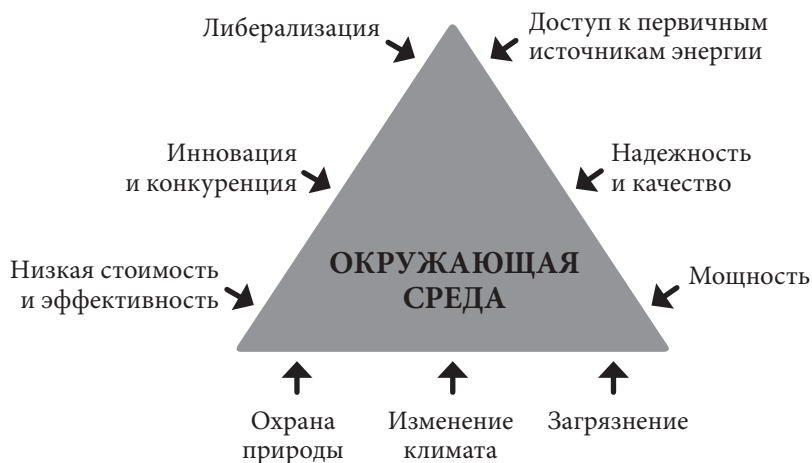 Либерализация
Доступ к первичным
источникам энергии
Инновация
и конкуренция
Надежность
и качество
Низкая стоимость
и эффективность
ОКРУЖАЮЩАЯ
СРЕДА
Мощность
Охрана
природы
Изменение
климата
Загрязнение